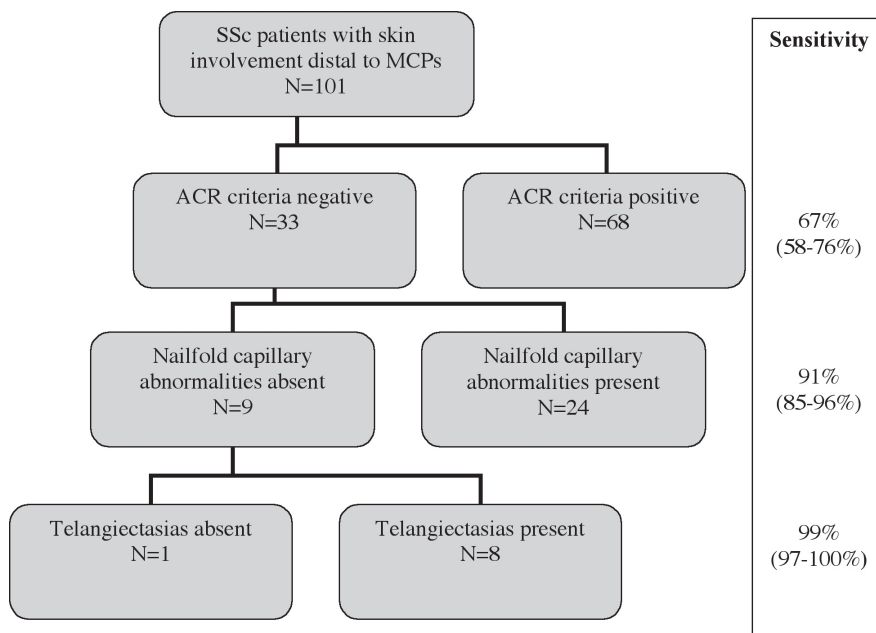 SSc patients with skin
involvement distal to MCPs
N=101
Sensitivity
ACR criteria negative
N=33
ACR criteria positive
N=68
67%
(58-76%)
Nailfold capillary
abnormalities absent
N=9
Nailfold capillary
abnormalities present
N=24
91%
(85-96%)
Telangiectasias absent
N=1
Telangiectasias present
N=8
99%
(97-100%)